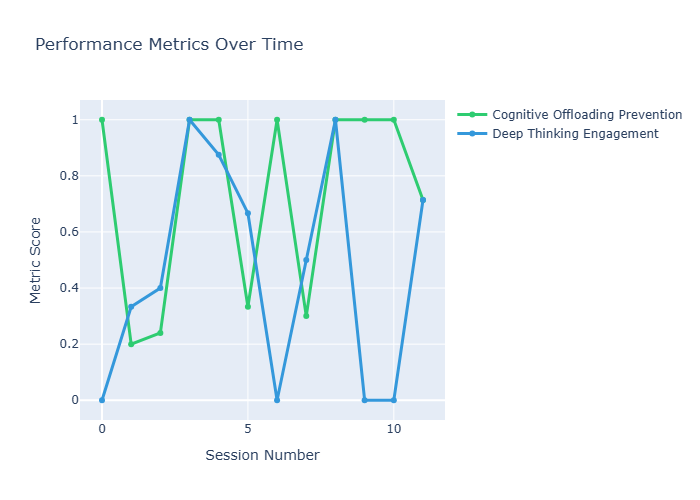 Performance Metrics Over Time
Cognitive Offloading Prevention
Deep Thinking Engagement
Metric Score
1
0.8
0.6
0.4
0.2
0
0 5 10
Session Number